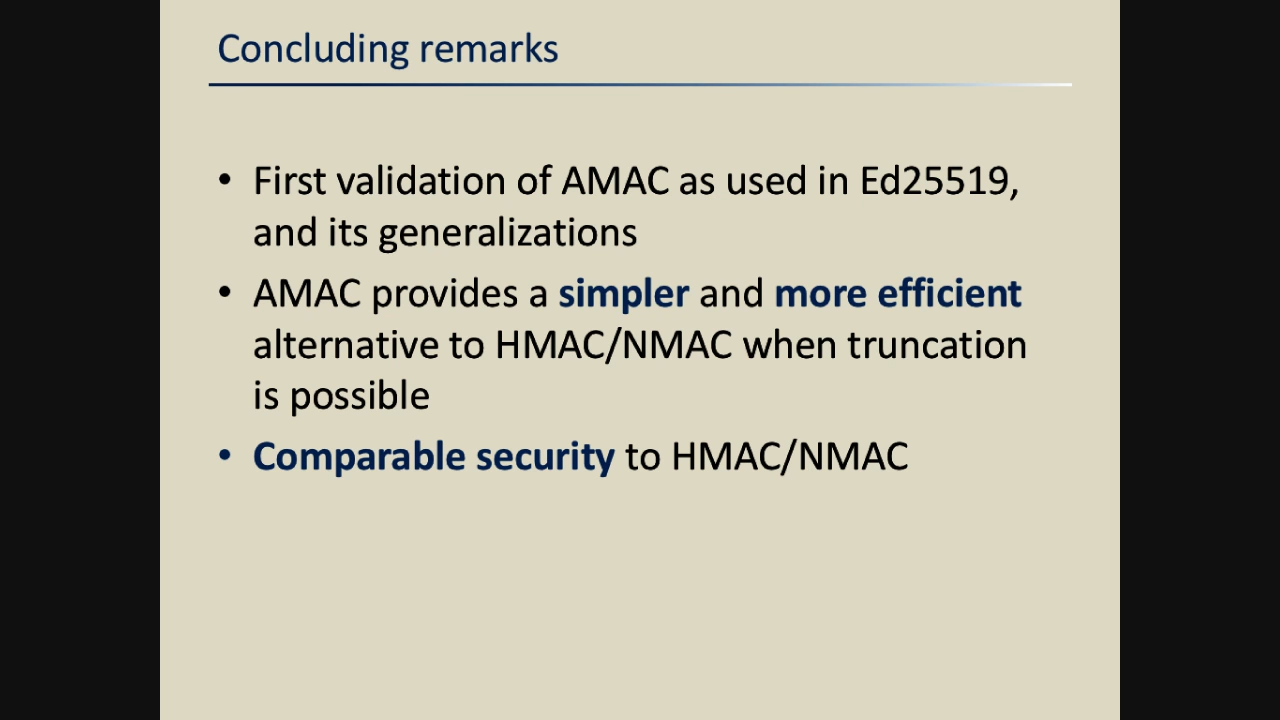 Concluding remarks
• First validation of AMAC as used in Ed25519,
and its generalizations
• AMAC provides a simpler and more efficient
alternative to HMAC/NMAC when truncation
is possible
• Comparable security to HMAC/NMAC